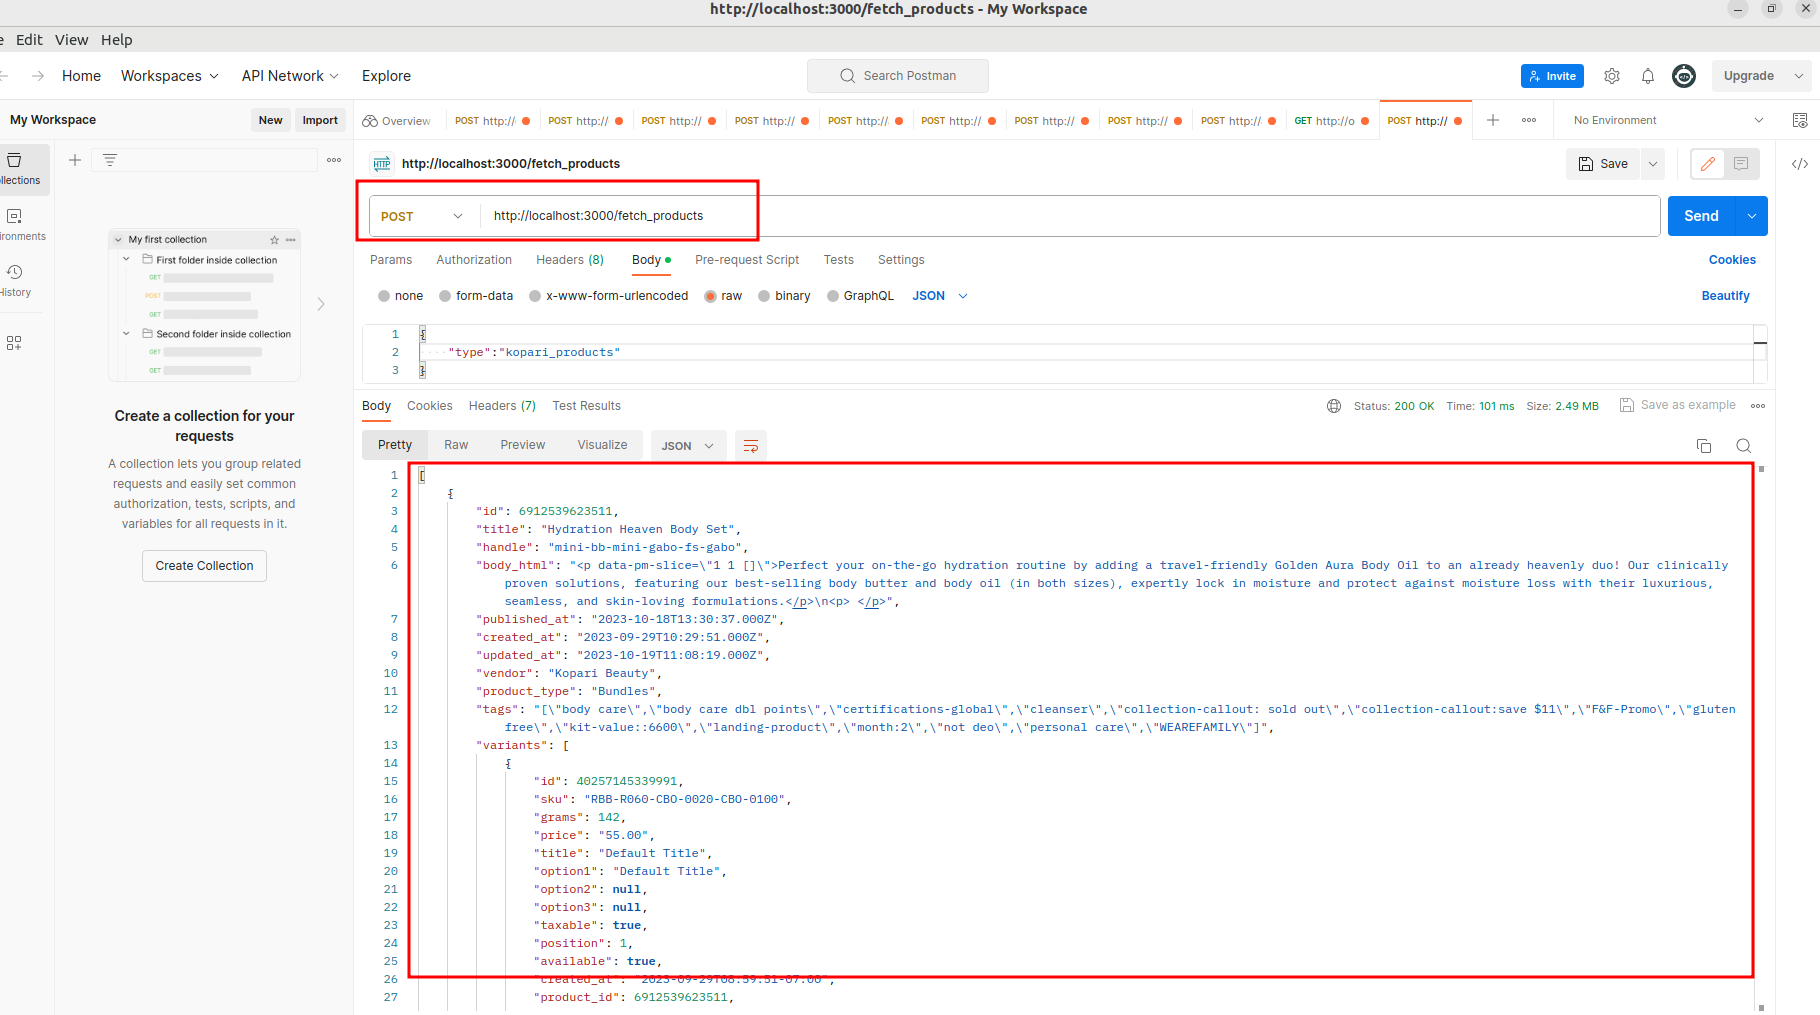 http://localhost:3000/fetch_products - My Workspace
Edit View Help
Home Workspaces API Network Explore Search Postman Invite Upgrade
My Workspace New Import Overview POST http:// POST http:// POST http:// POST http:// POST http:/ POST http:// POST http:// POST http:// POST http:/ GET http://o POST http:// No Environment
http://localhost:3000/fetch_products Save
llections
POST http://localhost:3000/fetch_products Send
ironments
History
Params Authorization Headers (8) Body Pre-request Script Tests Settings Cookies
none form-data x-www-form-urlencoded raw binary GraphQL JSON Beautify
1 {
2 "type":"kopari_products"
3 }
My first collection
First folder inside collection
GET
POST
GET
Second folder inside collection
GET
GET
Create a collection for your
requests
A collection lets you group related
requests and easily set common
authorization, tests, scripts, and
variables for all requests in it.
Create Collection
Body Cookies Headers (7) Test Results Status: 200 OK Time: 101 ms Size: 2.49 MB Save as example
Pretty Raw Preview Visualize JSON
1 [
2 {
3 "id": 6912539623511,
4 "title": "Hydration Heaven Body Set",
5 "handle": "mini-bb-mini-gabo-fs-gabo",
6 "body_html": "<p data-pm-slice=\"1 1 []\">Perfect your on-the-go hydration routine by adding a travel-friendly Golden Aura Body Oil to an already heavenly duo! Our clinically
proven solutions, featuring our best-selling body butter and body oil (in both sizes), expertly lock in moisture and protect against moisture loss with their luxurious,
seamless, and skin-loving formulations.</p>\n<p> </p>",
7 "published_at": "2023-10-18T13:30:37.000Z",
8 "created_at": "2023-09-29T10:29:51.000Z",
9 "updated_at": "2023-10-19T11:08:19.000Z",
10 "vendor": "Kopari Beauty",
11 "product_type": "Bundles",
12 "tags": "[\"body care\",\"body care dbl points\",\"certifications-global\",\"cleanser\",\"collection-callout: sold out\",\"collection-callout:save $11\",\"F&F-Promo\",\"gluten
free\",\"kit-value::6600\",\"landing-product\",\"month:2\",\"not deo\",\"personal care\",\"WEAREFAMILY\"]",
13 "variants": [
14 {
15 "id": 40257145339991,
16 "sku": "RBB-R060-CBO-0020-CBO-0100",
17 "grams": 142,
18 "price": "55.00",
19 "title": "Default Title",
20 "option1": "Default Title",
21 "option2": null,
22 "option3": null,
23 "taxable": true,
24 "position": 1,
25 "available": true,
26 "created_at": "2023-09-29T08:59:51-07:00",
27 "product_id": 6912539623511,